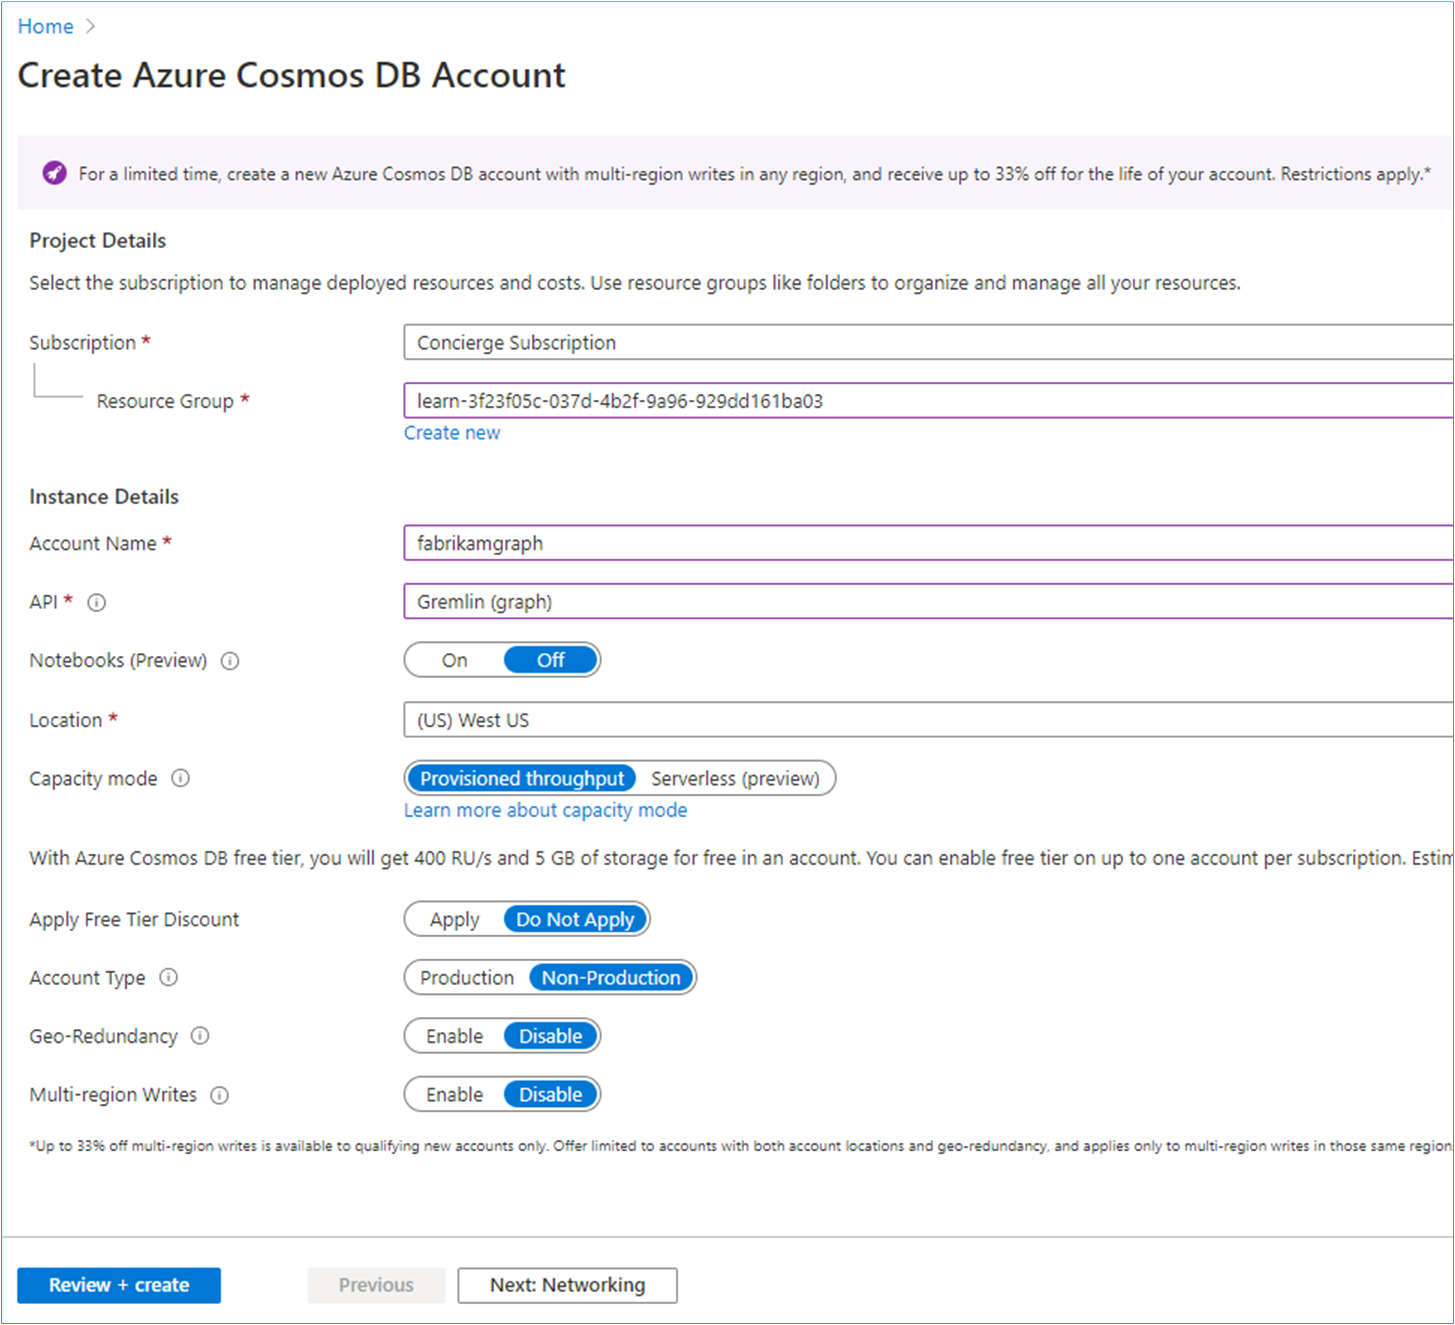 Home
Create Azure Cosmos DB Account
For a limited time, create a new Azure Cosmos DB account with multi-region writes in any region, and receive up to 33% off for the life of your account. Restrictions apply.*
Project Details
Select the subscription to manage deployed resources and costs. Use resource groups like folders to organize and manage all your resources.
Subscription * Concierge Subscription
Resource Group * learn-3f23f05c-037d-4b2f-9a96-929dd161ba03
Create new
Instance Details
Account Name * fabrikamgraph
API * Gremlin (graph)
Notebooks (Preview) On Off
Location * (US) West US
Capacity mode Provisioned throughput Serverless (preview)
Learn more about capacity mode
With Azure Cosmos DB free tier, you will get 400 RU/s and 5 GB of storage for free in an account. You can enable free tier on up to one account per subscription. Estim
Apply Free Tier Discount Apply Do Not Apply
Account Type Production Non-Production
Geo-Redundancy Enable Disable
Multi-region Writes Enable Disable
*Up to 33% off multi-region writes is available to qualifying new accounts only. Offer limited to accounts with both account locations and geo-redundancy, and applies only to multi-region writes in those same region
Review + create Previous Next: Networking